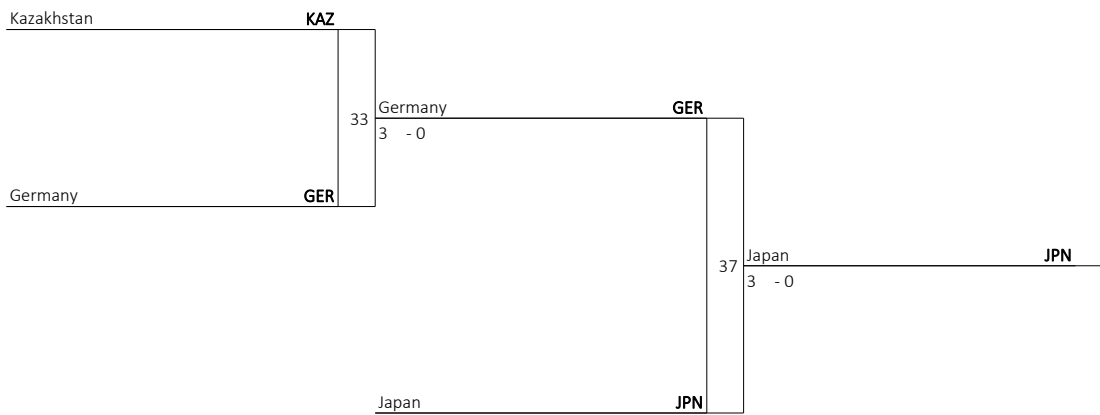 Kazakhstan KAZ
Germany GER
33
3 - 0
Germany GER
Japan JPN
37
3 - 0
Japan JPN